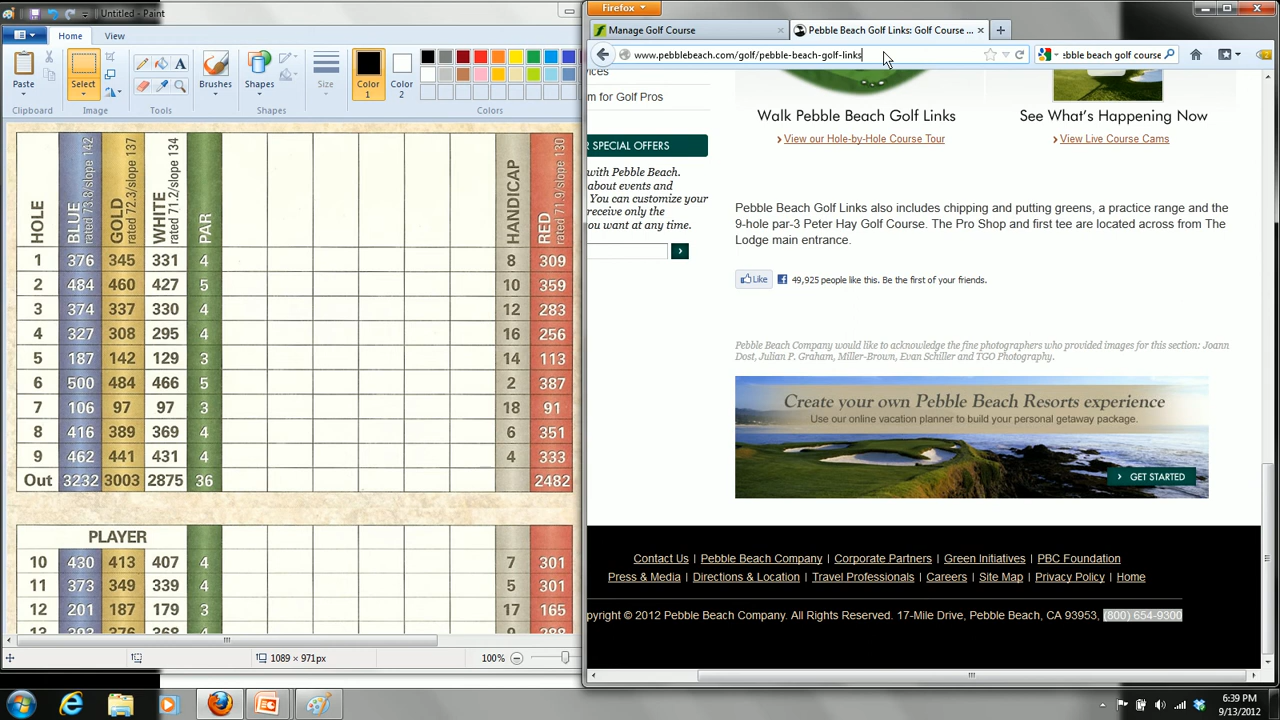 Untitled - Paint
Home
View
Paste
Select
Brushes
Shapes
Color 1
Color 2
Clipboard
Image
Tools
Shapes
Colors
HOLE
BLUE rated 73.8/slope 142
GOLD rated 72.3/slope 137
WHITE rated 71.2/slope 134
PAR
HANDICAP
RED rated 71.9/slope 130
1 376 345 331 4 8 309
2 484 460 427 5 10 359
3 374 337 330 4 12 283
4 327 308 295 4 16 256
5 187 142 129 3 14 113
6 500 484 466 5 2 387
7 106 97 97 3 18 91
8 416 389 369 4 6 351
9 462 441 431 4 4 333
Out 3232 3003 2875 36 2482
PLAYER
10 430 413 407 4 7 301
11 373 349 339 4 5 301
12 201 187 179 3 17 165
1089 × 971px
100%
Firefox
Manage Golf Course
Pebble Beach Golf Links: Golf Course ...
www.pebblebeach.com/golf/pebble-beach-golf-links
bble beach golf course
m for Golf Pros
SPECIAL OFFERS
with Pebble Beach.
about events and
You can customize your
receive only the
you want at any time.
Walk Pebble Beach Golf Links
View our Hole-by-Hole Course Tour
See What's Happening Now
View Live Course Cams
Pebble Beach Golf Links also includes chipping and putting greens, a practice range and the
9-hole par-3 Peter Hay Golf Course. The Pro Shop and first tee are located across from The
Lodge main entrance.
Like
49,925 people like this. Be the first of your friends.
Pebble Beach Company would like to acknowledge the fine photographers who provided images for this section: Joann
Dost, Julian P. Graham, Miller-Brown, Evan Schiller and TGO Photography.
Create your own Pebble Beach Resorts experience
Use our online vacation planner to build your personal getaway package.
GET STARTED
Contact Us | Pebble Beach Company | Corporate Partners | Green Initiatives | PBC Foundation
Press & Media | Directions & Location | Travel Professionals | Careers | Site Map | Privacy Policy | Home
pyright © 2012 Pebble Beach Company. All Rights Reserved. 17-Mile Drive, Pebble Beach, CA 93953, (800) 654-9300
6:39 PM
9/13/2012